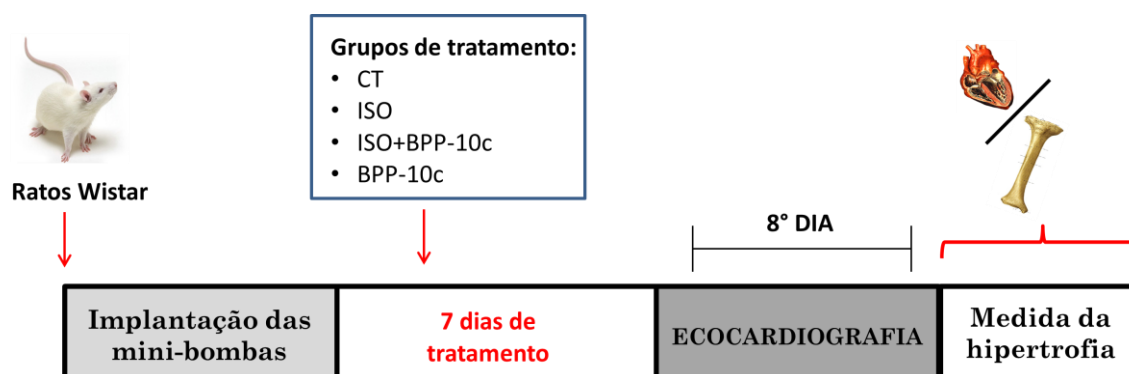 Grupos de tratamento:
• CT
• ISO
• ISO+BPP-10c
• BPP-10c
Ratos Wistar
8° DIA
Implantação das
mini-bombas
7 dias de
tratamento
ECOCARDIOGRAFIA
Medida da
hipertrofia